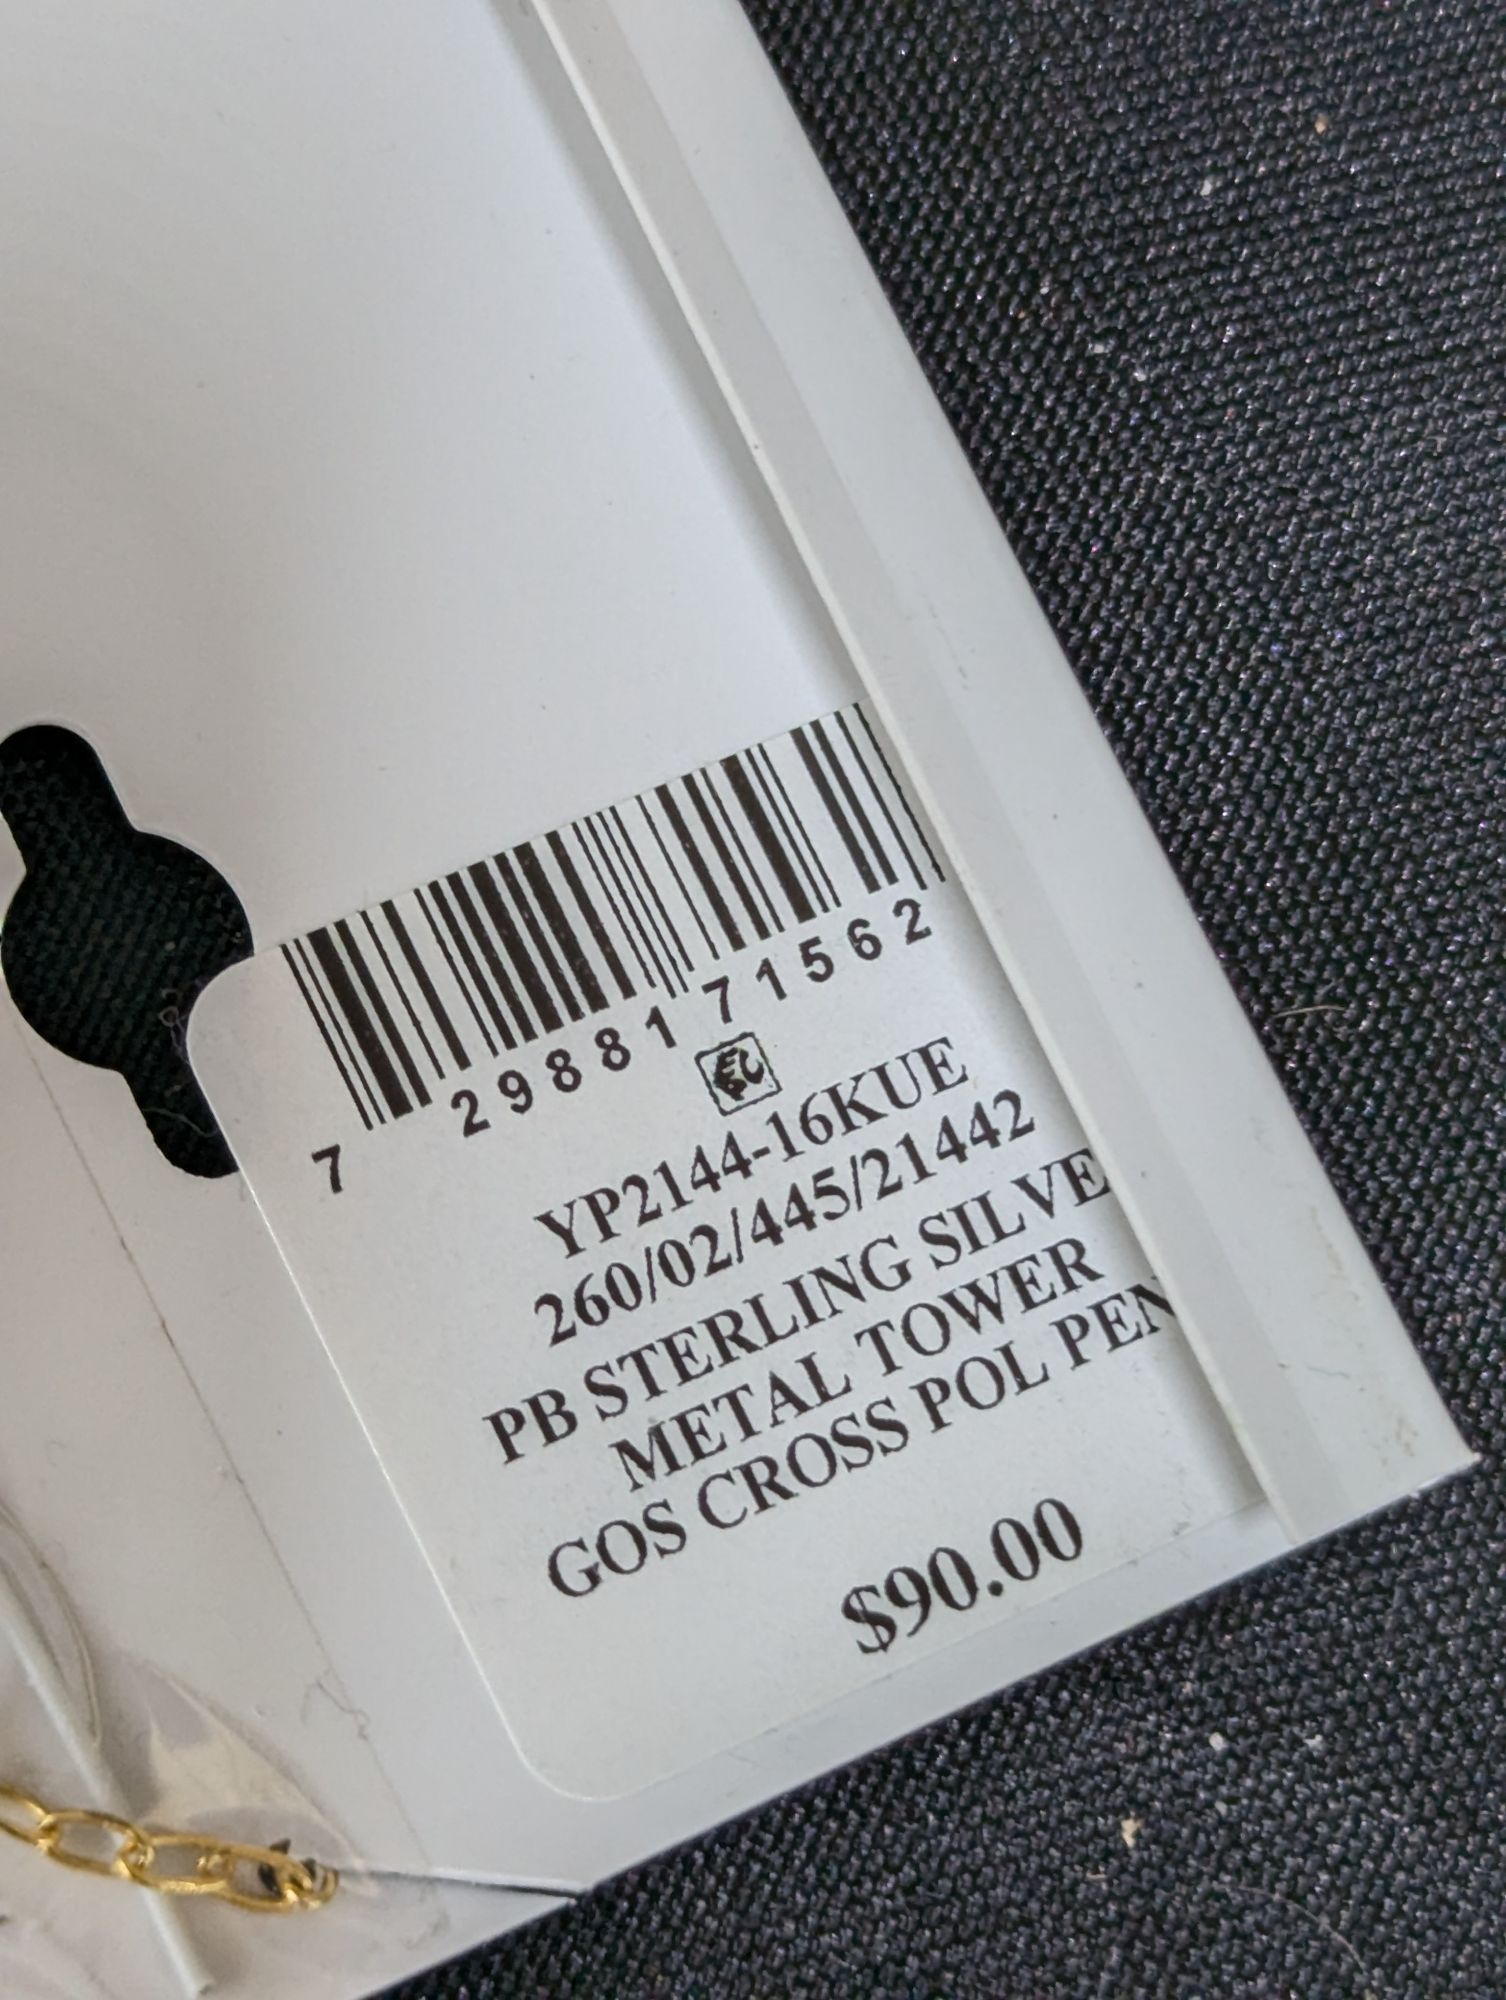 7 29881 71562
YP2144-16KUE
260/02/445/21442
PB STERLING SILVE
METAL TOWER
GOS CROSS POL PEN
$90.00